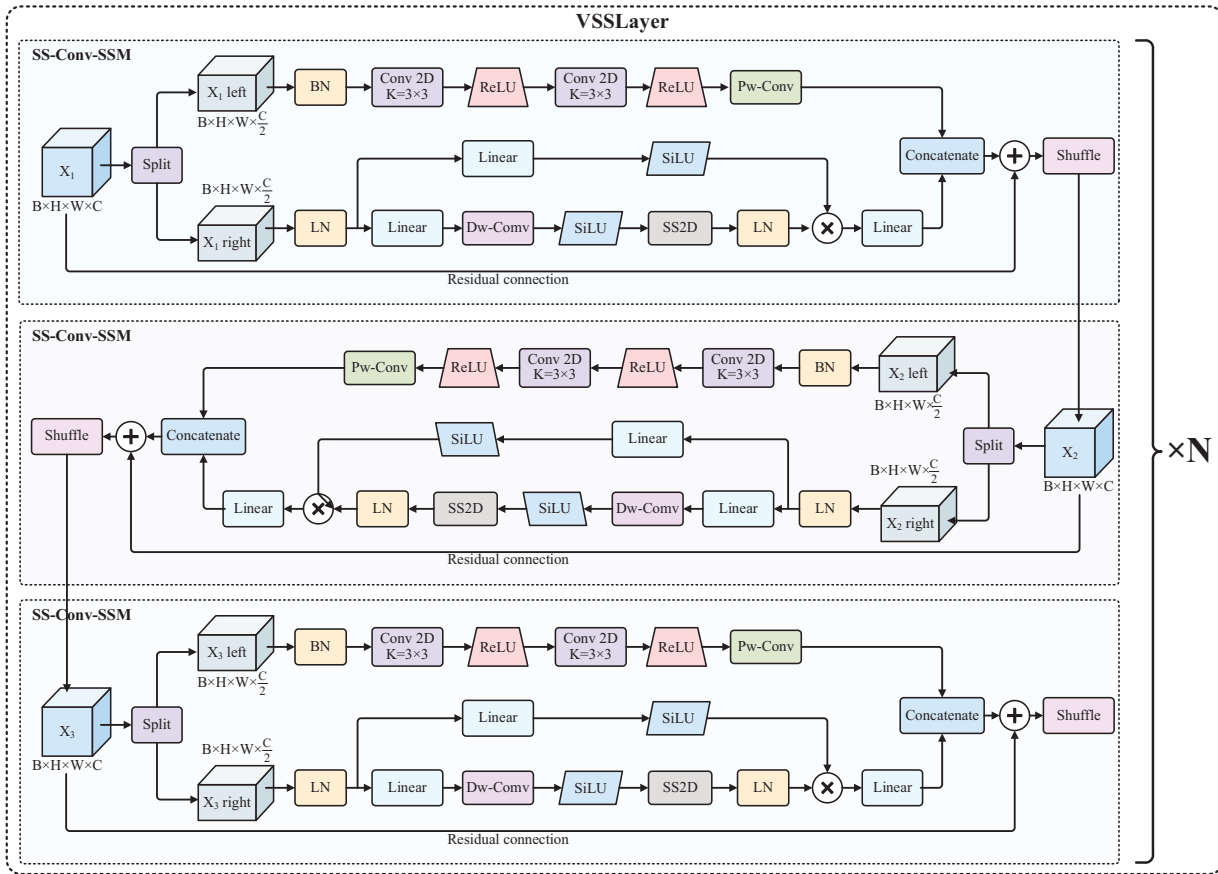 VSSLayer
SS-Conv-SSM
X₁ left
B×H×W×C/2
BN
Conv 2D
K=3×3
ReLU
Conv 2D
K=3×3
ReLU
Pw-Conv
X₁
B×H×W×C
Split
Linear
SiLU
Concatenate
+
Shuffle
B×H×W×C/2
X₁ right
LN
Linear
Dw-Comv
SiLU
SS2D
LN
×
Linear
Residual connection
SS-Conv-SSM
Pw-Conv
ReLU
Conv 2D
K=3×3
ReLU
Conv 2D
K=3×3
BN
X₂ left
B×H×W×C/2
Shuffle
+
Concatenate
SiLU
Linear
Split
X₂
B×H×W×C
B×H×W×C/2
Linear
×
LN
SS2D
SiLU
Dw-Comv
Linear
LN
X₂ right
Residual connection
×N
SS-Conv-SSM
X₃ left
B×H×W×C/2
BN
Conv 2D
K=3×3
ReLU
Conv 2D
K=3×3
ReLU
Pw-Conv
X₃
B×H×W×C
Split
Linear
SiLU
Concatenate
+
Shuffle
B×H×W×C/2
X₃ right
LN
Linear
Dw-Comv
SiLU
SS2D
LN
×
Linear
Residual connection